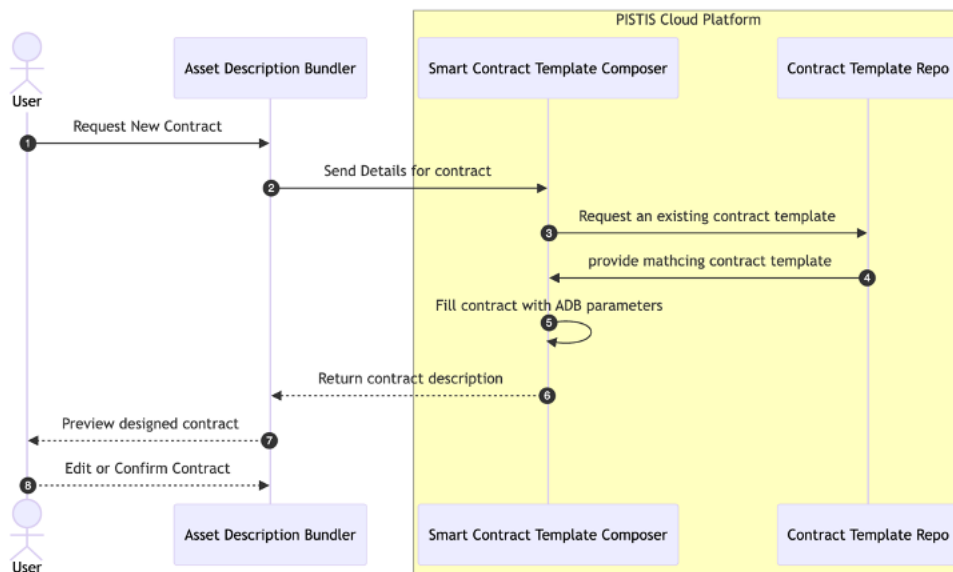 PISTIS Cloud Platform
User
Asset Description Bundler
Smart Contract Template Composer
Contract Template Repo
1
Request New Contract
2
Send Details for contract
3
Request an existing contract template
provide mathcing contract template
4
Fill contract with ADB parameters
5
Return contract description
6
Preview designed contract
7
8
Edit or Confirm Contract
User
Asset Description Bundler
Smart Contract Template Composer
Contract Template Repo